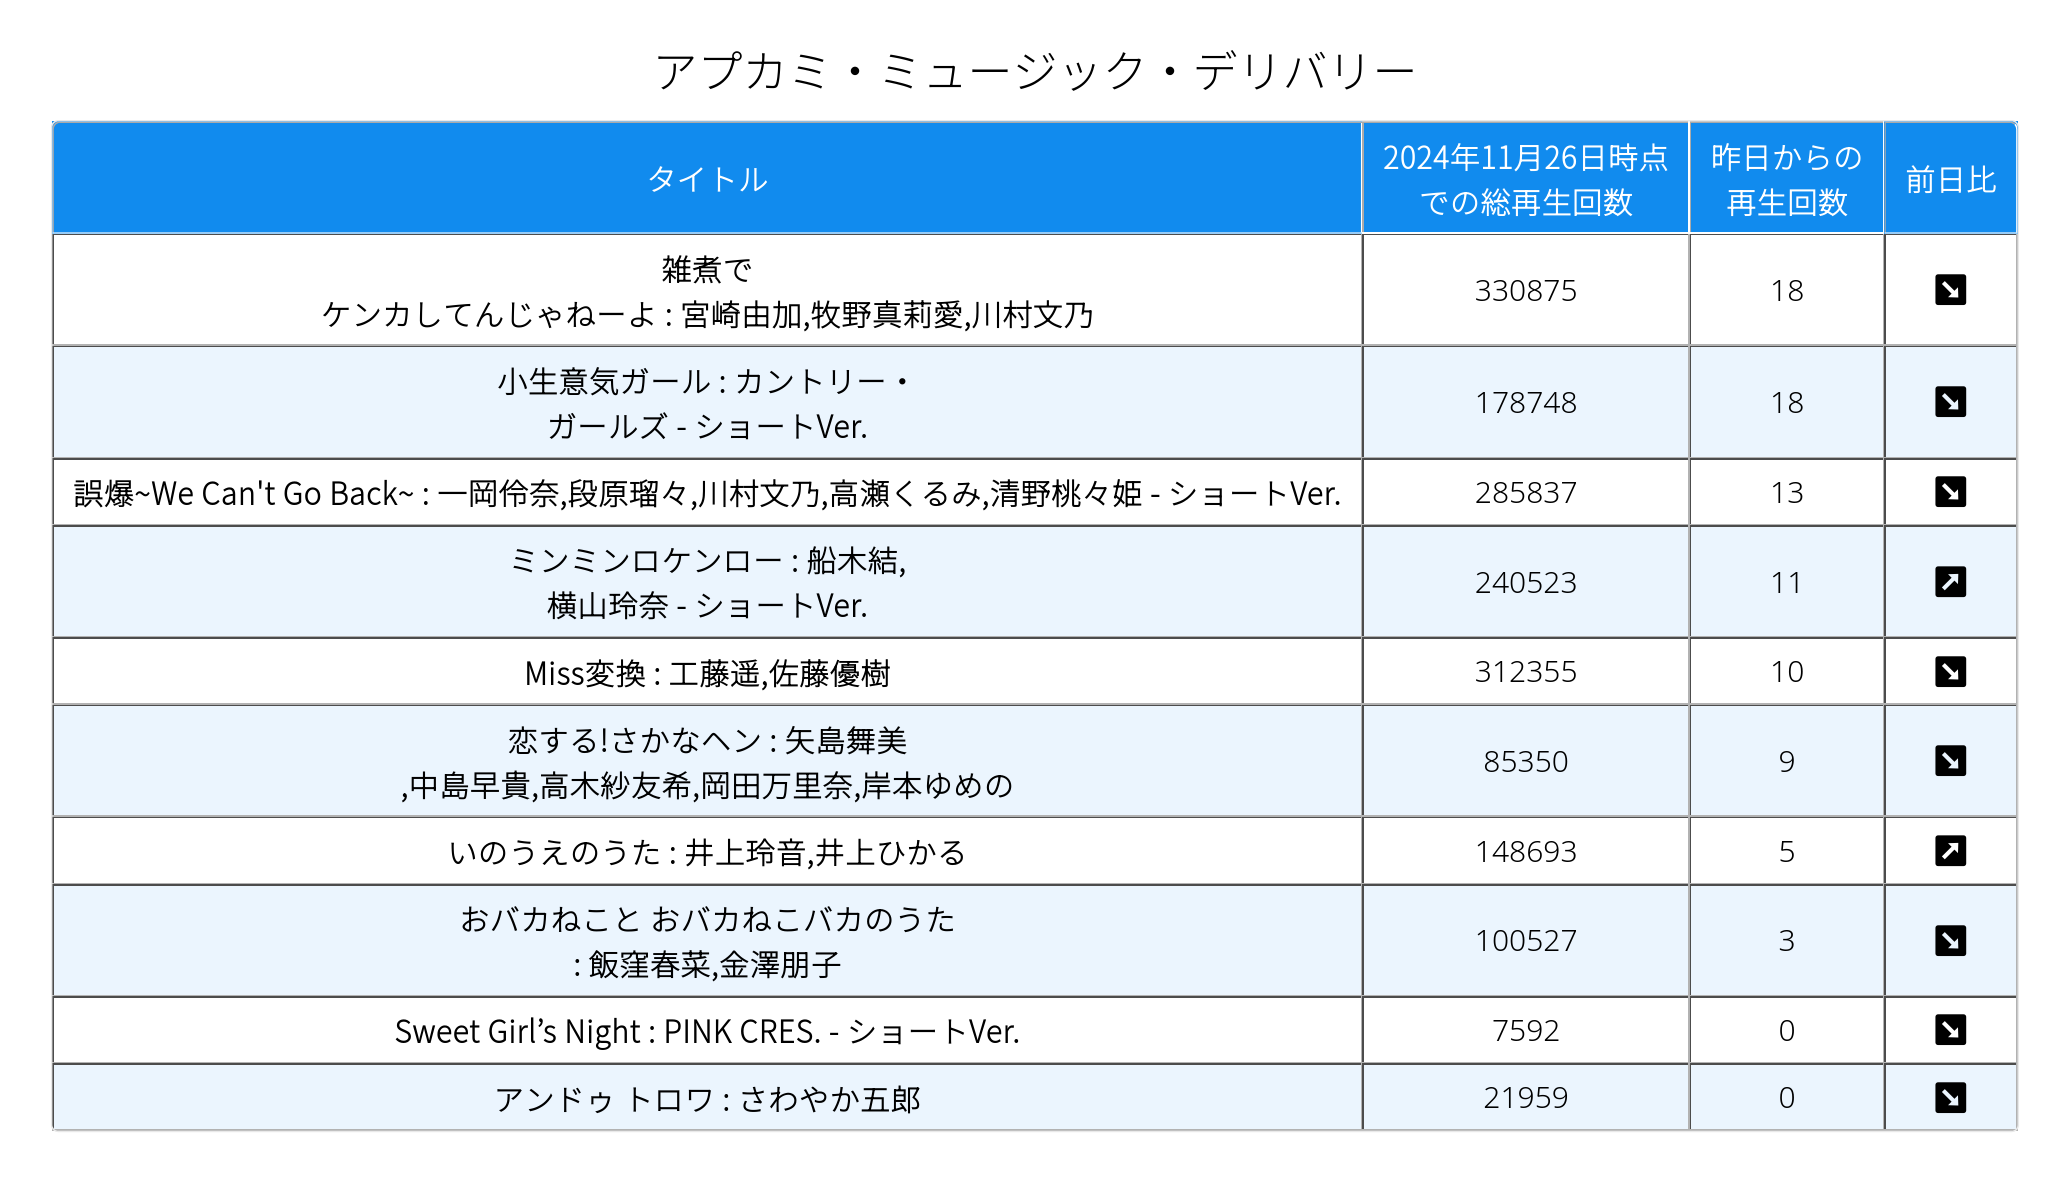 アプカミ・ミュージック・デリバリー
タイトル
2024年11月26日時点
での総再生回数
昨日からの
再生回数
前日比
雑煮で
ケンカしてんじゃねーよ : 宮崎由加,牧野真莉愛,川村文乃
330875
18
↘
小生意気ガール : カントリー・
ガールズ - ショートVer.
178748
18
↘
誤爆~We Can't Go Back~ : 一岡伶奈,段原瑠々,川村文乃,高瀬くるみ,清野桃々姫 - ショートVer.
285837
13
↘
ミンミンロケンロー : 船木結,
横山玲奈 - ショートVer.
240523
11
↗
Miss変換 : 工藤遥,佐藤優樹
312355
10
↘
恋する!さかなヘン : 矢島舞美
,中島早貴,高木紗友希,岡田万里奈,岸本ゆめの
85350
9
↘
いのうえのうた : 井上玲音,井上ひかる
148693
5
↗
おバカねこと おバカねこバカのうた
: 飯窪春菜,金澤朋子
100527
3
↘
Sweet Girl’s Night : PINK CRES. - ショートVer.
7592
0
↘
アンドゥ トロワ : さわやか五郎
21959
0
↘